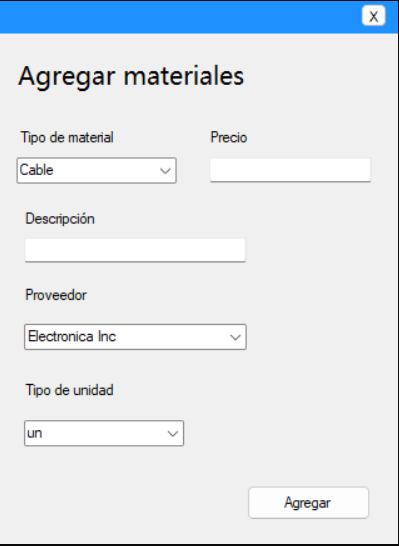 X
Agregar materiales
Tipo de material Precio
Cable
Descripción
Proveedor
Electronica Inc
Tipo de unidad
un
Agregar